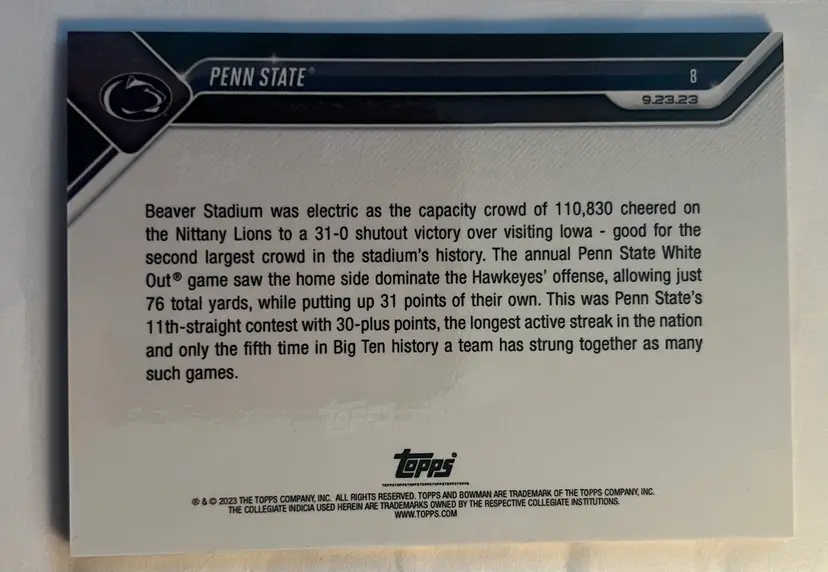 PENN STATE®
8
9.23.23
Beaver Stadium was electric as the capacity crowd of 110,830 cheered on
the Nittany Lions to a 31-0 shutout victory over visiting Iowa - good for the
second largest crowd in the stadium's history. The annual Penn State White
Out® game saw the home side dominate the Hawkeyes' offense, allowing just
76 total yards, while putting up 31 points of their own. This was Penn State's
11th-straight contest with 30-plus points, the longest active streak in the nation
and only the fifth time in Big Ten history a team has strung together as many
such games.
Topps®
TOPPSTOPPSTOPPSTOPPSTOPPSTOPPSTOPPS
® & © 2023 THE TOPPS COMPANY, INC. ALL RIGHTS RESERVED. TOPPS AND BOWMAN ARE TRADEMARK OF THE TOPPS COMPANY, INC.
THE COLLEGIATE INDICIA USED HEREIN ARE TRADEMARKS OWNED BY THE RESPECTIVE COLLEGIATE INSTITUTIONS.
WWW.TOPPS.COM